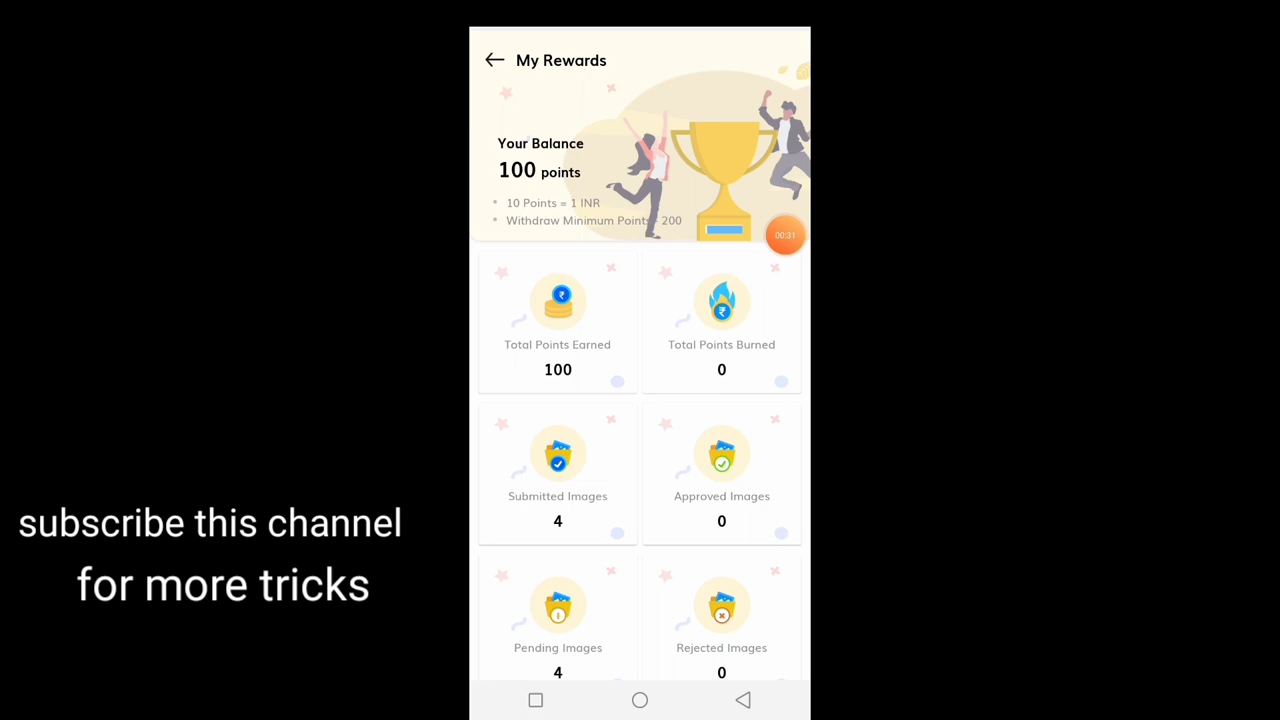 My Rewards
Your Balance
100 points
10 Points = 1 INR
Withdraw Minimum Points - 200
00:31
Total Points Earned
100
Total Points Burned
0
Submitted Images
4
Approved Images
0
Pending Images
4
Rejected Images
0
subscribe this channel
for more tricks